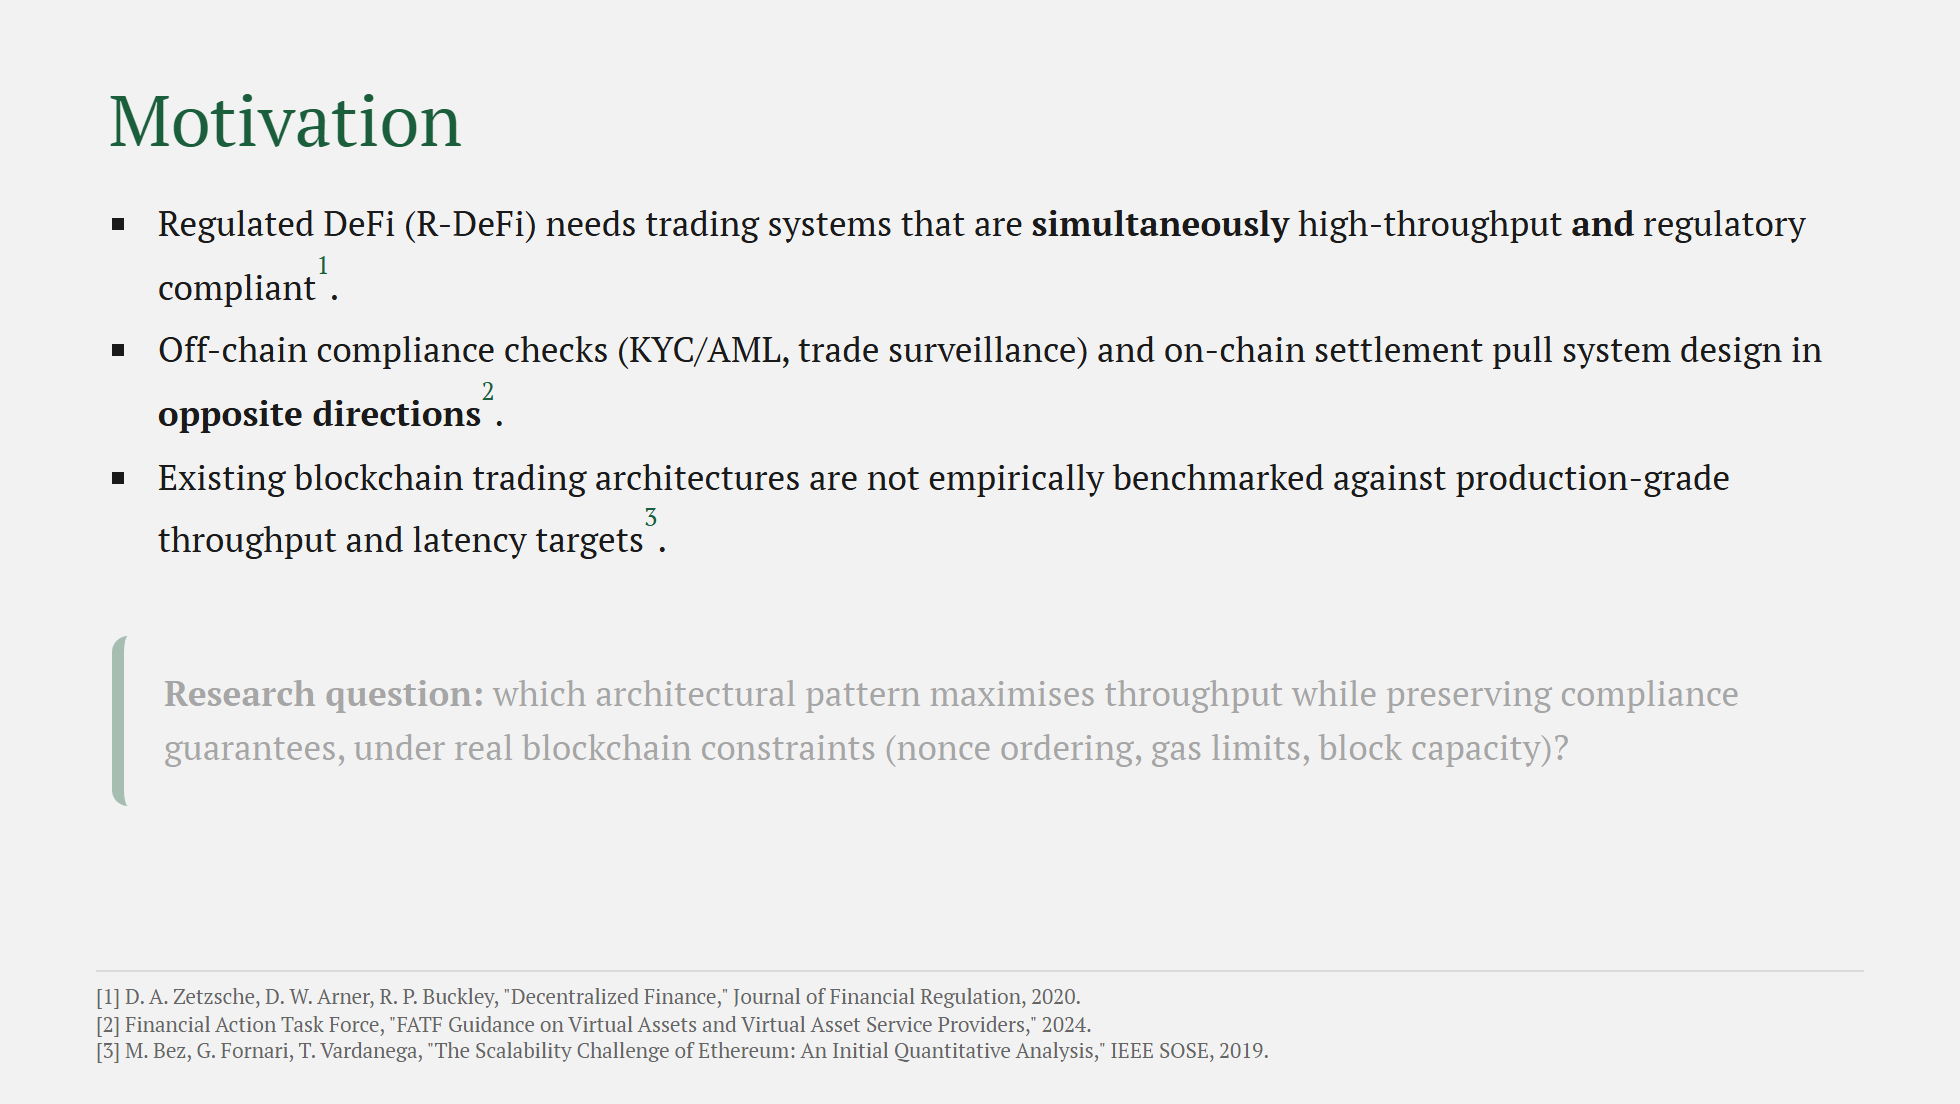 Motivation
▪ Regulated DeFi (R-DeFi) needs trading systems that are simultaneously high-throughput and regulatory
compliant1.
▪ Off-chain compliance checks (KYC/AML, trade surveillance) and on-chain settlement pull system design in
opposite directions2.
▪ Existing blockchain trading architectures are not empirically benchmarked against production-grade
throughput and latency targets3.
Research question: which architectural pattern maximises throughput while preserving compliance
guarantees, under real blockchain constraints (nonce ordering, gas limits, block capacity)?
[1] D. A. Zetzsche, D. W. Arner, R. P. Buckley, "Decentralized Finance," Journal of Financial Regulation, 2020.
[2] Financial Action Task Force, "FATF Guidance on Virtual Assets and Virtual Asset Service Providers," 2024.
[3] M. Bez, G. Fornari, T. Vardanega, "The Scalability Challenge of Ethereum: An Initial Quantitative Analysis," IEEE SOSE, 2019.